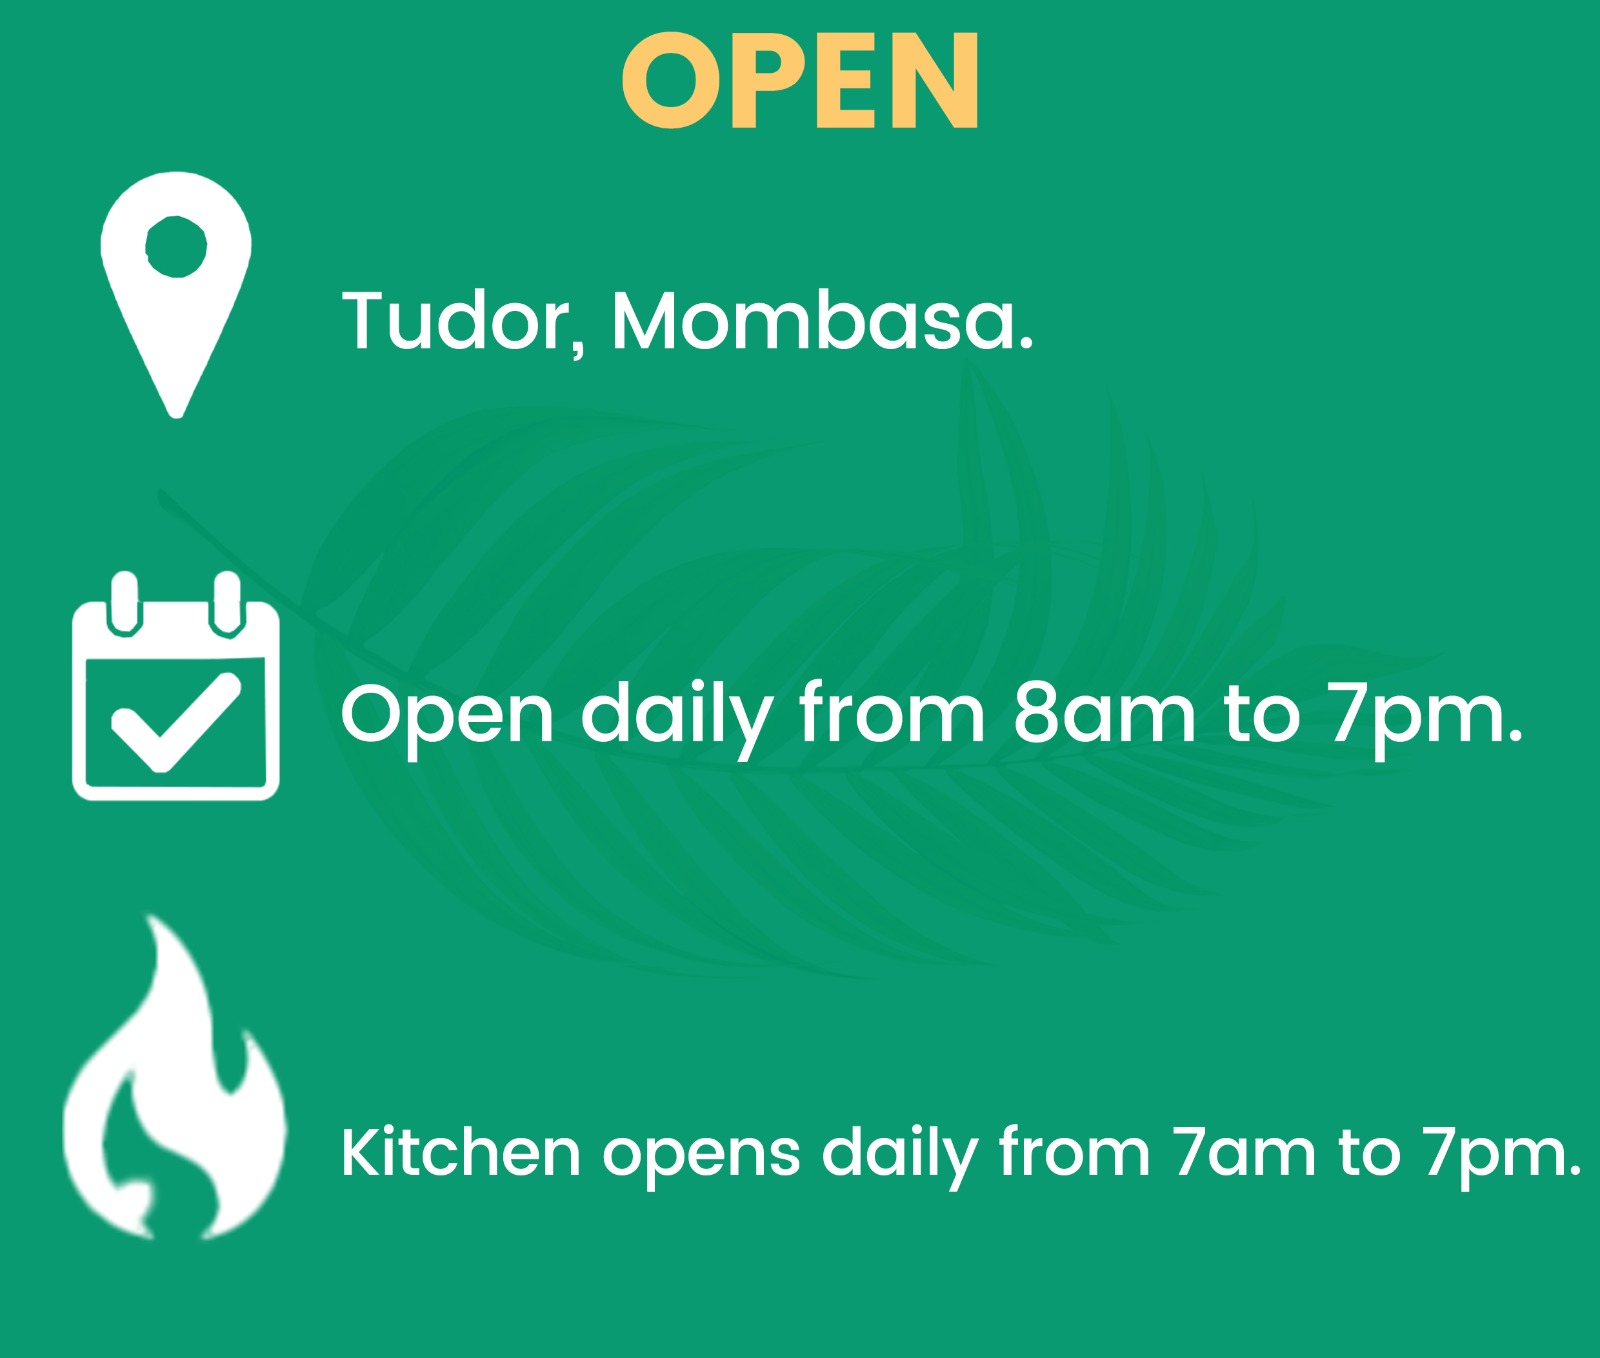 OPEN
Tudor, Mombasa.
Open daily from 8am to 7pm.
Kitchen opens daily from 7am to 7pm.